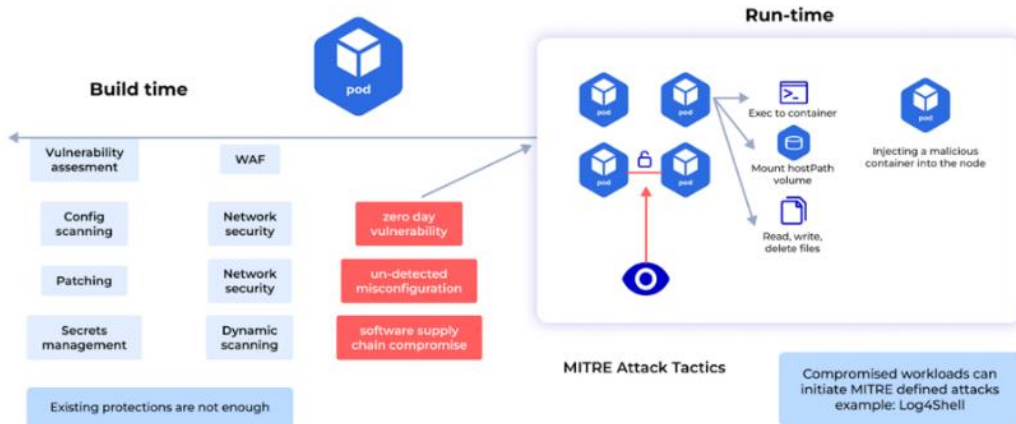 Run-time
Build time
pod
Vulnerability
assesment
WAF
Config
scanning
Network
security
zero day
vulnerability
Patching
Network
security
un-detected
misconfiguration
Secrets
management
Dynamic
scanning
software supply
chain compromise
Existing protections are not enough
pod
pod
pod
pod
>_
Exec to container
Mount hostPath
volume
Read, write,
delete files
pod
Injecting a malicious
container into the node
MITRE Attack Tactics
Compromised workloads can
initiate MITRE defined attacks
example: Log4Shell